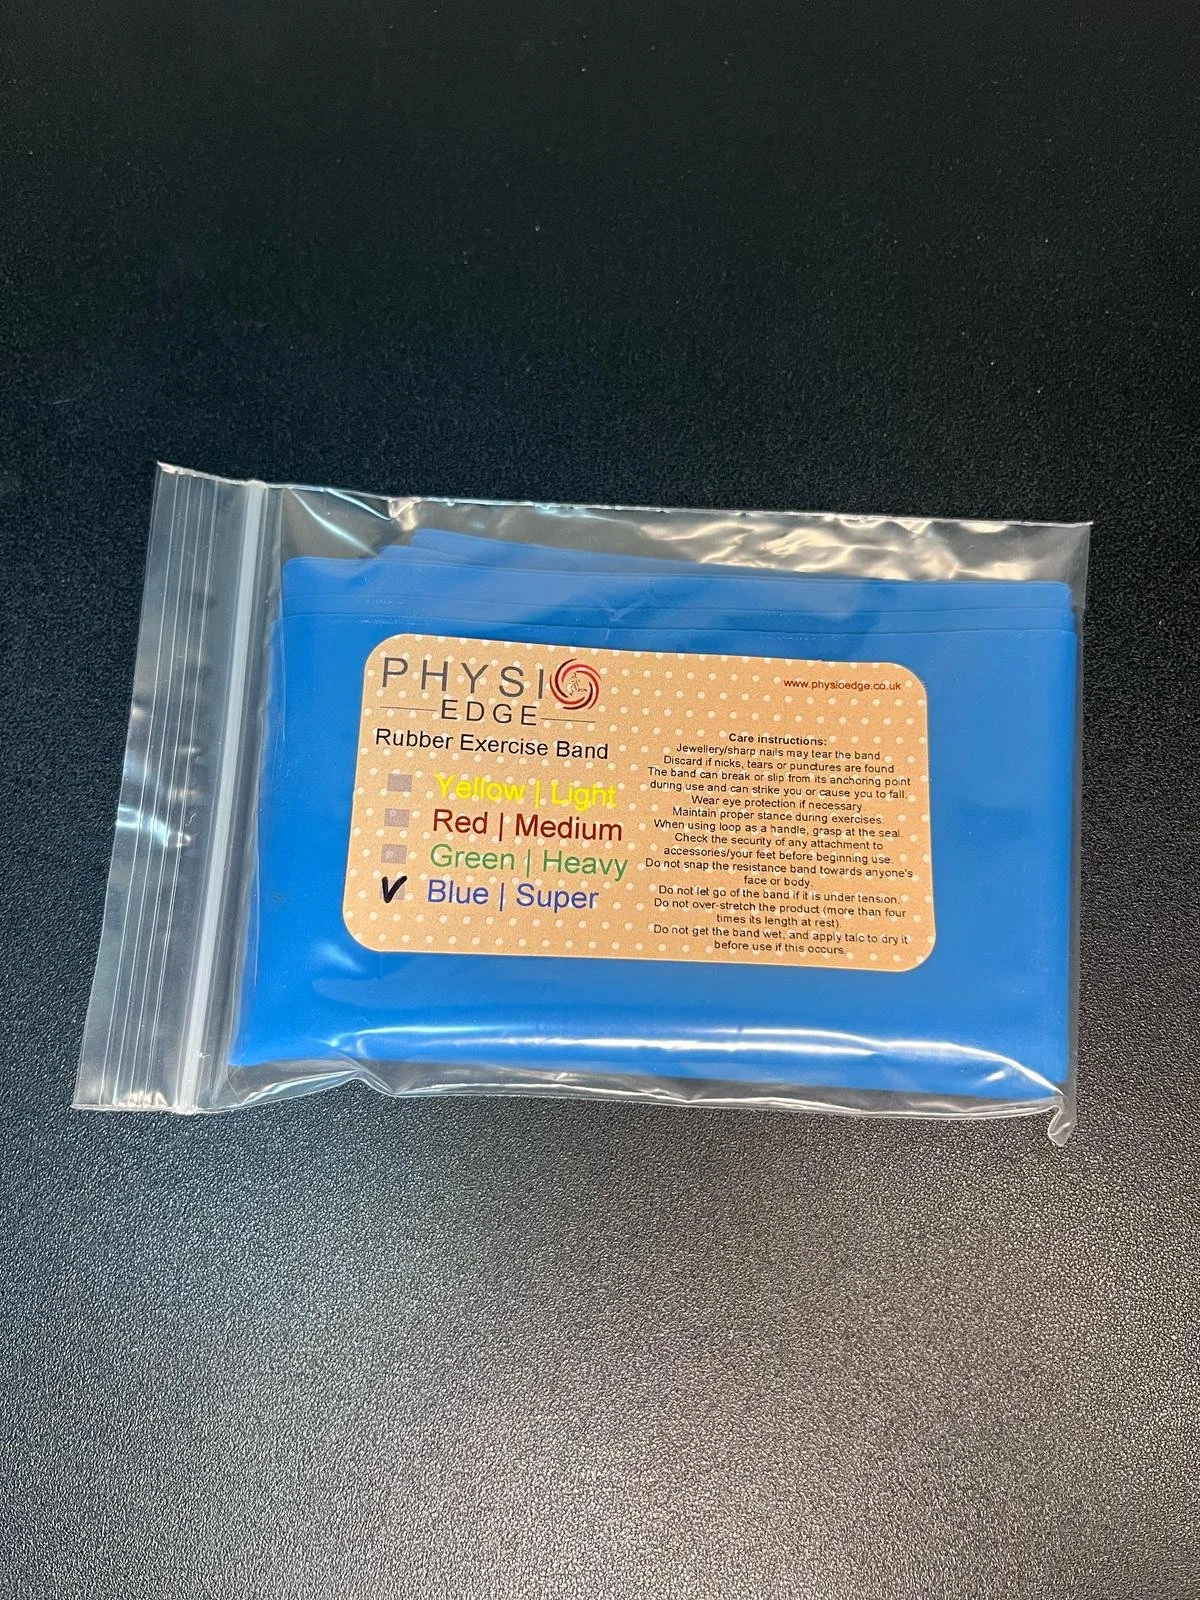 PHYSIO
EDGE
Rubber Exercise Band
Yellow | Light
Red | Medium
Green | Heavy
Blue | Super
www.physioedge.co.uk
Care instructions:
Jewellery/sharp nails may tear the band
Discard if nicks, tears or punctures are found
The band can break or slip from its anchoring point
during use and can strike you or cause you to fall.
Wear eye protection if necessary.
Maintain proper stance during exercises.
When using loop as a handle, grasp at the seal.
Check the security of any attachment to
accessories/your feet before beginning use.
Do not snap the resistance band towards anyone's
face or body.
Do not let go of the band if it is under tension.
Do not over-stretch the product (more than four
times its length at rest).
Do not get the band wet, and apply talc to dry it
before use if this occurs.